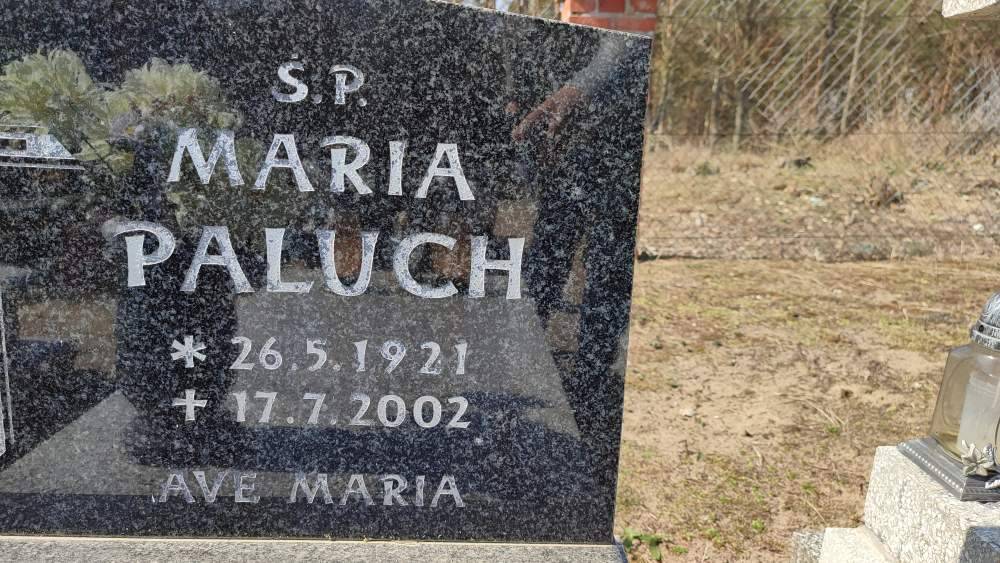 S.P.
MARIA
PALUCH
* 26.5.1921
+ 17.7.2002
AVE MARIA